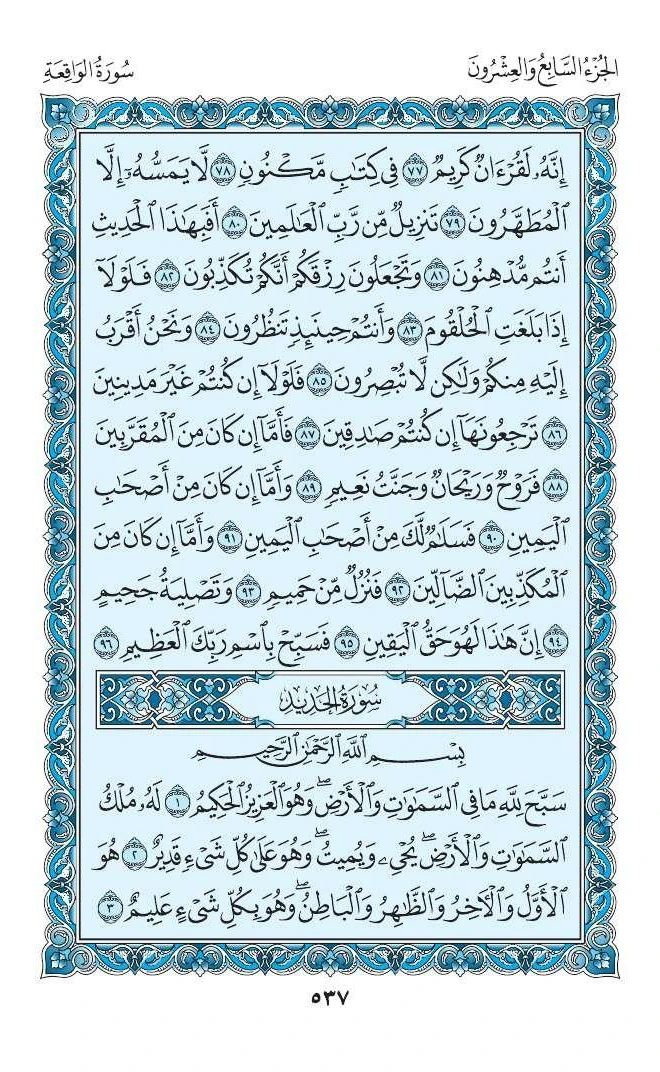 الجُزْءُ السَّابِعُ وَالعِشْرُونَ
سُورَةُ الوَاقِعَةِ
إِنَّهُۥ لَقُرْءَانٌ كَرِيمٌ ٧٧ فِى كِتَٰبٍ مَّكْنُونٍ ٧٨ لَّا يَمَسُّهُۥٓ إِلَّا
ٱلْمُطَهَّرُونَ ٧٩ تَنزِيلٌ مِّن رَّبِّ ٱلْعَٰلَمِينَ ٨٠ أَفَبِهَٰذَا ٱلْحَدِيثِ
أَنتُم مُّدْهِنُونَ ٨١ وَتَجْعَلُونَ رِزْقَكُمْ أَنَّكُمْ تُكَذِّبُونَ ٨٢ فَلَوْلَآ
إِذَا بَلَغَتِ ٱلْحُلْقُومَ ٨٣ وَأَنتُمْ حِينَئِذٍ تَنظُرُونَ ٨٤ وَنَحْنُ أَقْرَبُ
إِلَيْهِ مِنكُمْ وَلَٰكِن لَّا تُبْصِرُونَ ٨٥ فَلَوْلَآ إِن كُنتُمْ غَيْرَ مَدِينِينَ
٨٦ تَرْجِعُونَهَآ إِن كُنتُمْ صَٰدِقِينَ ٨٧ فَأَمَّآ إِن كَانَ مِنَ ٱلْمُقَرَّبِينَ
٨٨ فَرَوْحٌ وَرَيْحَانٌ وَجَنَّتُ نَعِيمٍ ٨٩ وَأَمَّآ إِن كَانَ مِنْ أَصْحَٰبِ
ٱلْيَمِينِ ٩٠ فَسَلَٰمٌ لَّكَ مِنْ أَصْحَٰبِ ٱلْيَمِينِ ٩١ وَأَمَّآ إِن كَانَ مِنَ
ٱلْمُكَذِّبِينَ ٱلضَّآلِّينَ ٩٢ فَنُزُلٌ مِّنْ حَمِيمٍ ٩٣ وَتَصْلِيَةُ جَحِيمٍ
٩٤ إِنَّ هَٰذَا لَهُوَ حَقُّ ٱلْيَقِينِ ٩٥ فَسَبِّحْ بِٱسْمِ رَبِّكَ ٱلْعَظِيمِ ٩٦
سُورَةُ الحَدِيدِ
بِسْمِ ٱللَّهِ ٱلرَّحْمَٰنِ ٱلرَّحِيمِ
سَبَّحَ لِلَّهِ مَا فِى ٱلسَّمَٰوَٰتِ وَٱلْأَرْضِ ۖ وَهُوَ ٱلْعَزِيزُ ٱلْحَكِيمُ ١ لَهُۥ مُلْكُ
ٱلسَّمَٰوَٰتِ وَٱلْأَرْضِ ۖ يُحْىِۦ وَيُمِيتُ ۖ وَهُوَ عَلَىٰ كُلِّ شَىْءٍ قَدِيرٌ ٢ هُوَ
ٱلْأَوَّلُ وَٱلْءَاخِرُ وَٱلظَّٰهِرُ وَٱلْبَاطِنُ ۖ وَهُوَ بِكُلِّ شَىْءٍ عَلِيمٌ ٣
٥٣٧